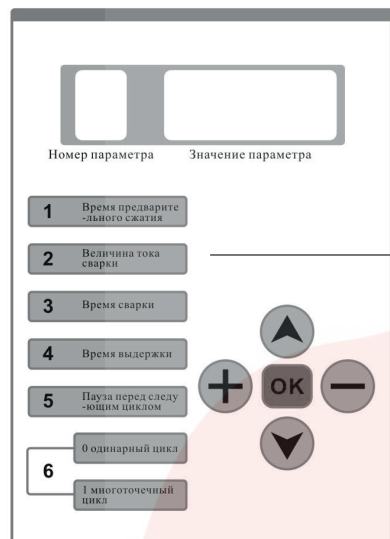 Номер параметра Значение параметра
1 Время предварите
-льного сжатия
2 Величина тока
сварки
3 Время сварки
4 Время выдержки
5 Пауза перед следу
-ющим циклом
6
0 одинарный цикл
1 многоточечный
цикл
OK